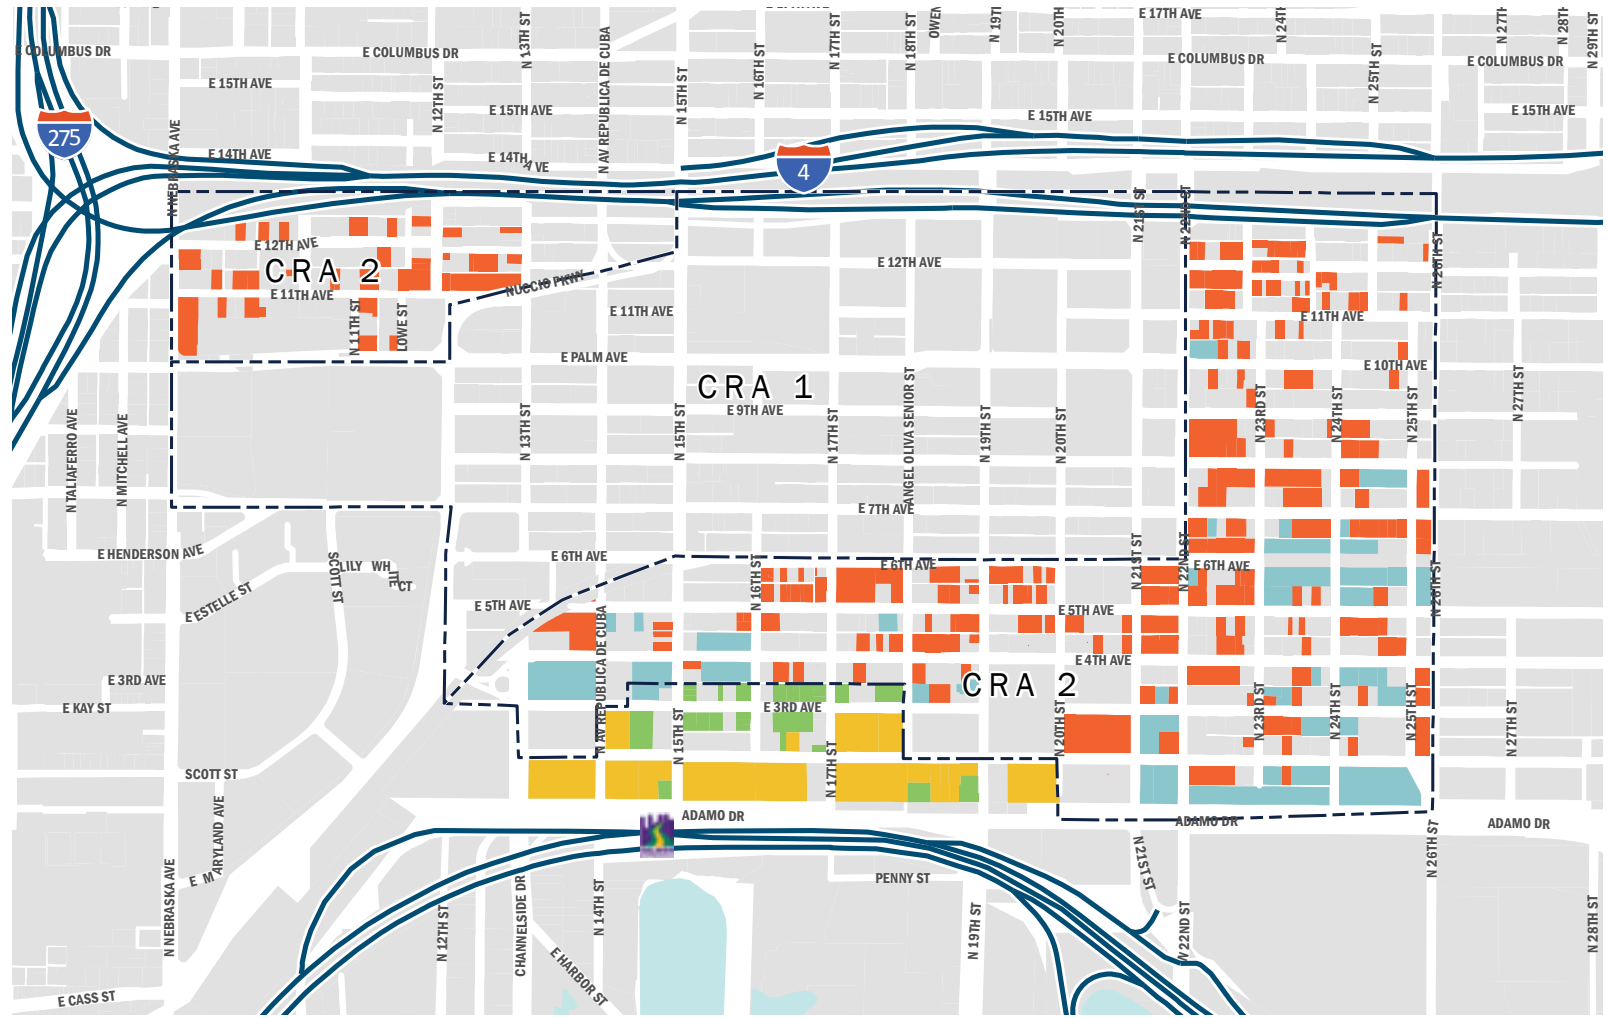 E 17TH AVE
N 13TH ST
N AV REPUBLICA DE CUBA
N 17TH ST
N 18TH ST
N 20TH
N 29TH ST
E COLUMBUS DR
E COLUMBUS DR
E COLUMBUS DR
E COLUMBUS DR
N 16TH ST
N 25TH ST
E 15TH AVE
N 12TH ST
E 15TH AVE
N 15TH ST
E 15TH AVE
E 15TH AVE
275
N NEBRASKA AVE
E 14TH AVE
E 14TH AVE
4
N 21ST ST
N 22ND ST
E 12TH AVE
N 26TH ST
CRA 2
E 12TH AVE
NUCCIO PKWY
E 11TH AVE
E 11TH AVE
E 11TH AVE
N 11TH ST
LOWE ST
E PALM AVE
E 10TH AVE
CRA 1
E 9TH AVE
N TALIAFERRO AVE
N MITCHELL AVE
N 13TH ST
N 15TH ST
N 17TH ST
ANGEL OLIVA SENIOR ST
N 19TH ST
N 20TH ST
N 23RD ST
N 24TH ST
N 25TH ST
N 27TH ST
E 7TH AVE
E HENDERSON AVE
E 6TH AVE
E 6TH AVE
E 6TH AVE
N 16TH ST
N 21ST ST
N 22ND ST
N 26TH ST
SCOTT ST
LILY WHITE CT
E ESTELLE ST
E 5TH AVE
E 5TH AVE
N AV REPUBLICA DE CUBA
E 4TH AVE
E 3RD AVE
CRA 2
E KAY ST
E 3RD AVE
N 15TH ST
N 17TH ST
N 20TH ST
N 23RD ST
N 24TH ST
N 25TH ST
N 27TH ST
SCOTT ST
E MARYLAND AVE
ADAMO DR
ADAMO DR
ADAMO DR
N 21ST ST
N 26TH ST
PENNY ST
N NEBRASKA AVE
N 12TH ST
CHANNELSIDE DR
N 14TH ST
N 19TH ST
N 22ND ST
N 28TH ST
E HARBOR ST
E CASS ST